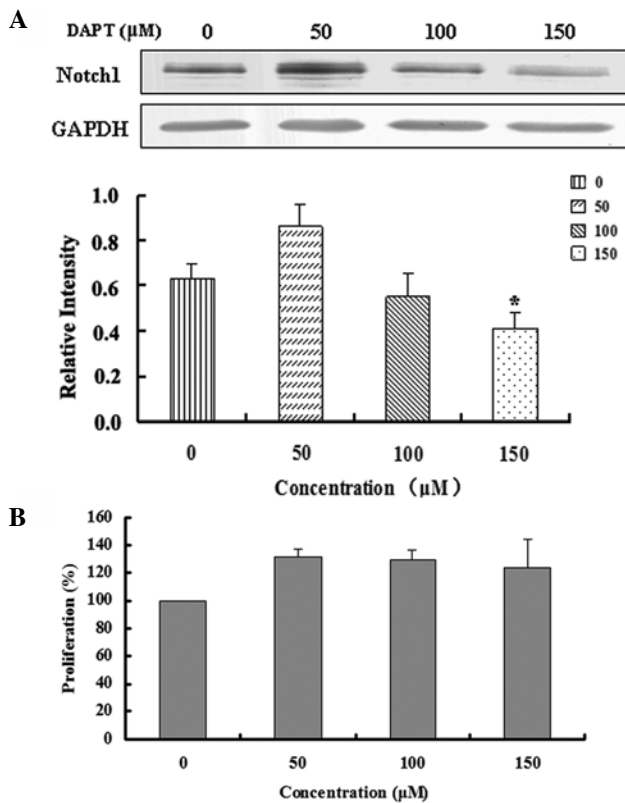 A
DAPT (µM) 0 50 100 150
Notch1
GAPDH
1.0
0.8
0.6
0.4
0.2
0.0
Relative Intensity
0
50
100
150
*
0 50 100 150
Concentration (µM)
B
160
140
120
100
80
60
40
20
0
Proliferation (%)
0 50 100 150
Concentration (µM)